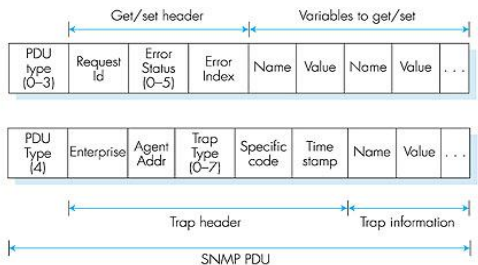 Get/set header
Variables to get/set
PDU
type
(0–3)
Request
Id
Error
Status
(0–5)
Error
Index
Name
Value
Name
Value
. . .
PDU
Type
(4)
Enterprise
Agent
Addr
Trap
Type
(0–7)
Specific
code
Time
stamp
Name
Value
. . .
Trap header
Trap information
SNMP PDU